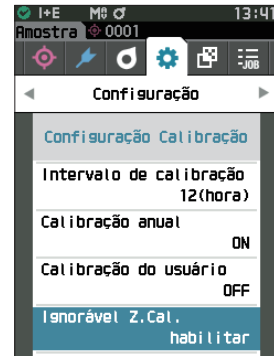 I+E M0 13:41
Amostra 0001
JOB
Configuração
Configuração Calibração
Intervalo de calibração
12(hora)
Calibração anual
ON
Calibração do usuário
OFF
Ignorável Z.Cal.
habilitar